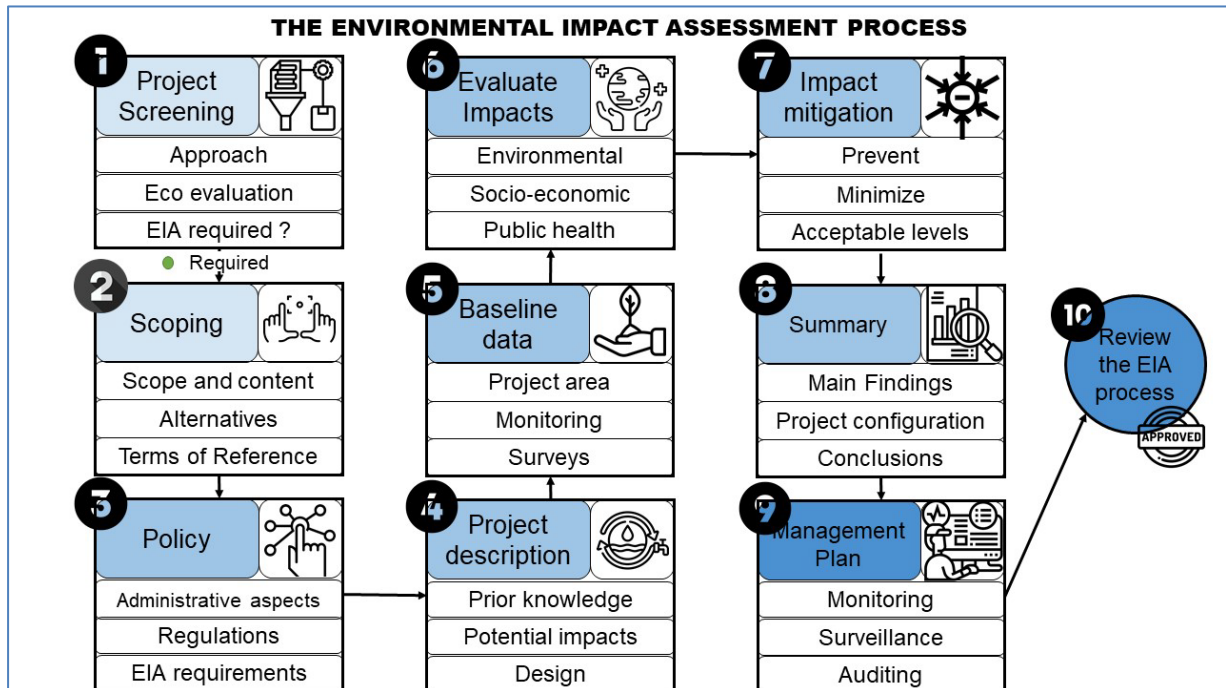 THE ENVIRONMENTAL IMPACT ASSESSMENT PROCESS
1
Project
Screening
Approach
Eco evaluation
EIA required ?
Required
2
Scoping
Scope and content
Alternatives
Terms of Reference
3
Policy
Administrative aspects
Regulations
EIA requirements
4
Project
description
Prior knowledge
Potential impacts
Design
5
Baseline
data
Project area
Monitoring
Surveys
6
Evaluate
Impacts
Environmental
Socio-economic
Public health
7
Impact
mitigation
Prevent
Minimize
Acceptable levels
8
Summary
Main Findings
Project configuration
Conclusions
9
Management
Plan
Monitoring
Surveillance
Auditing
10
Review
the EIA
process
APPROVED